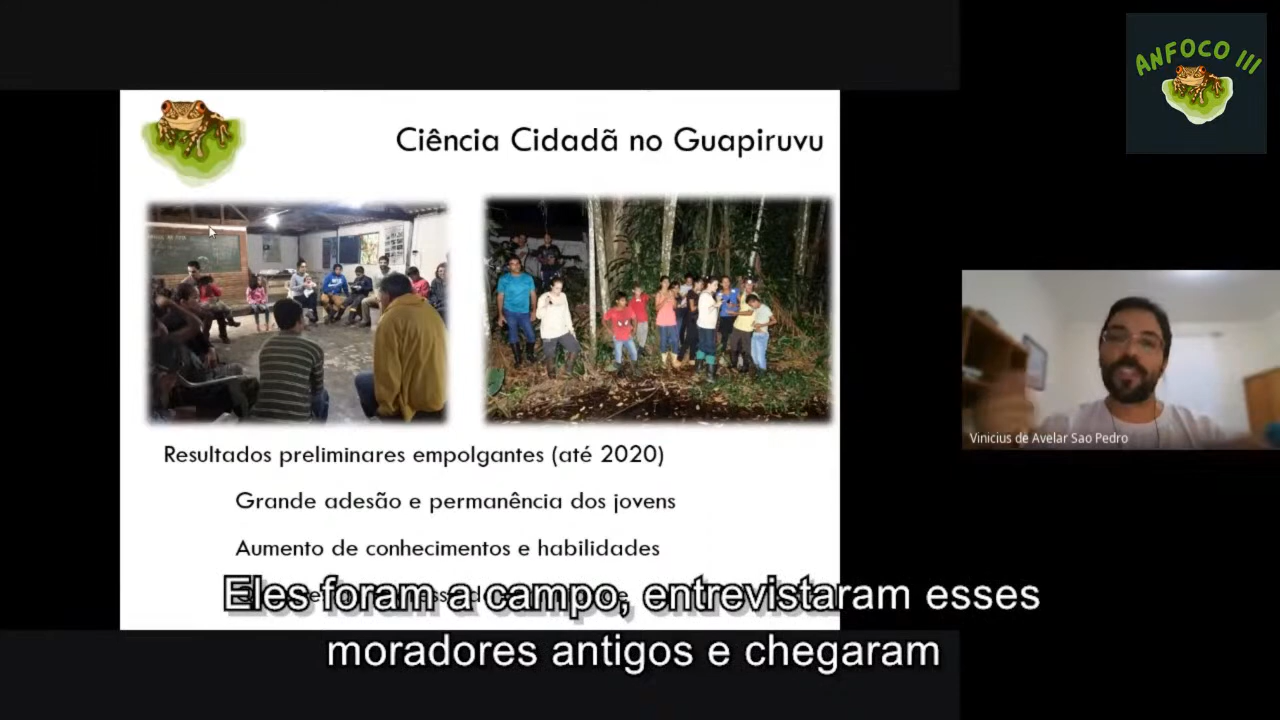 ANFOCO III
Ciência Cidadã no Guapiruvu
Resultados preliminares empolgantes (até 2020)
Grande adesão e permanência dos jovens
Aumento de conhecimentos e habilidades
Eles foram a campo, entrevistaram esses
moradores antigos e chegaram
Vinicius de Avelar Sao Pedro